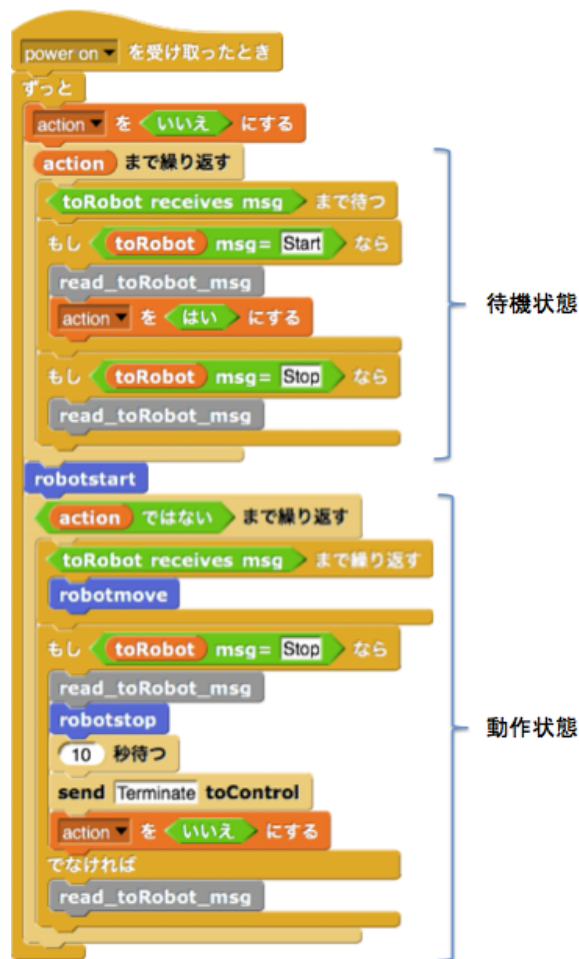 power on を受け取ったとき
ずっと
action を いいえ にする
action まで繰り返す
toRobot receives msg まで待つ
もし toRobot msg= Start なら
read_toRobot_msg
action を はい にする
もし toRobot msg= Stop なら
read_toRobot_msg
待機状態
robotstart
action ではない まで繰り返す
toRobot receives msg まで繰り返す
robotmove
もし toRobot msg= Stop なら
read_toRobot_msg
robotstop
10 秒待つ
send Terminate toControl
action を いいえ にする
でなければ
read_toRobot_msg
動作状態